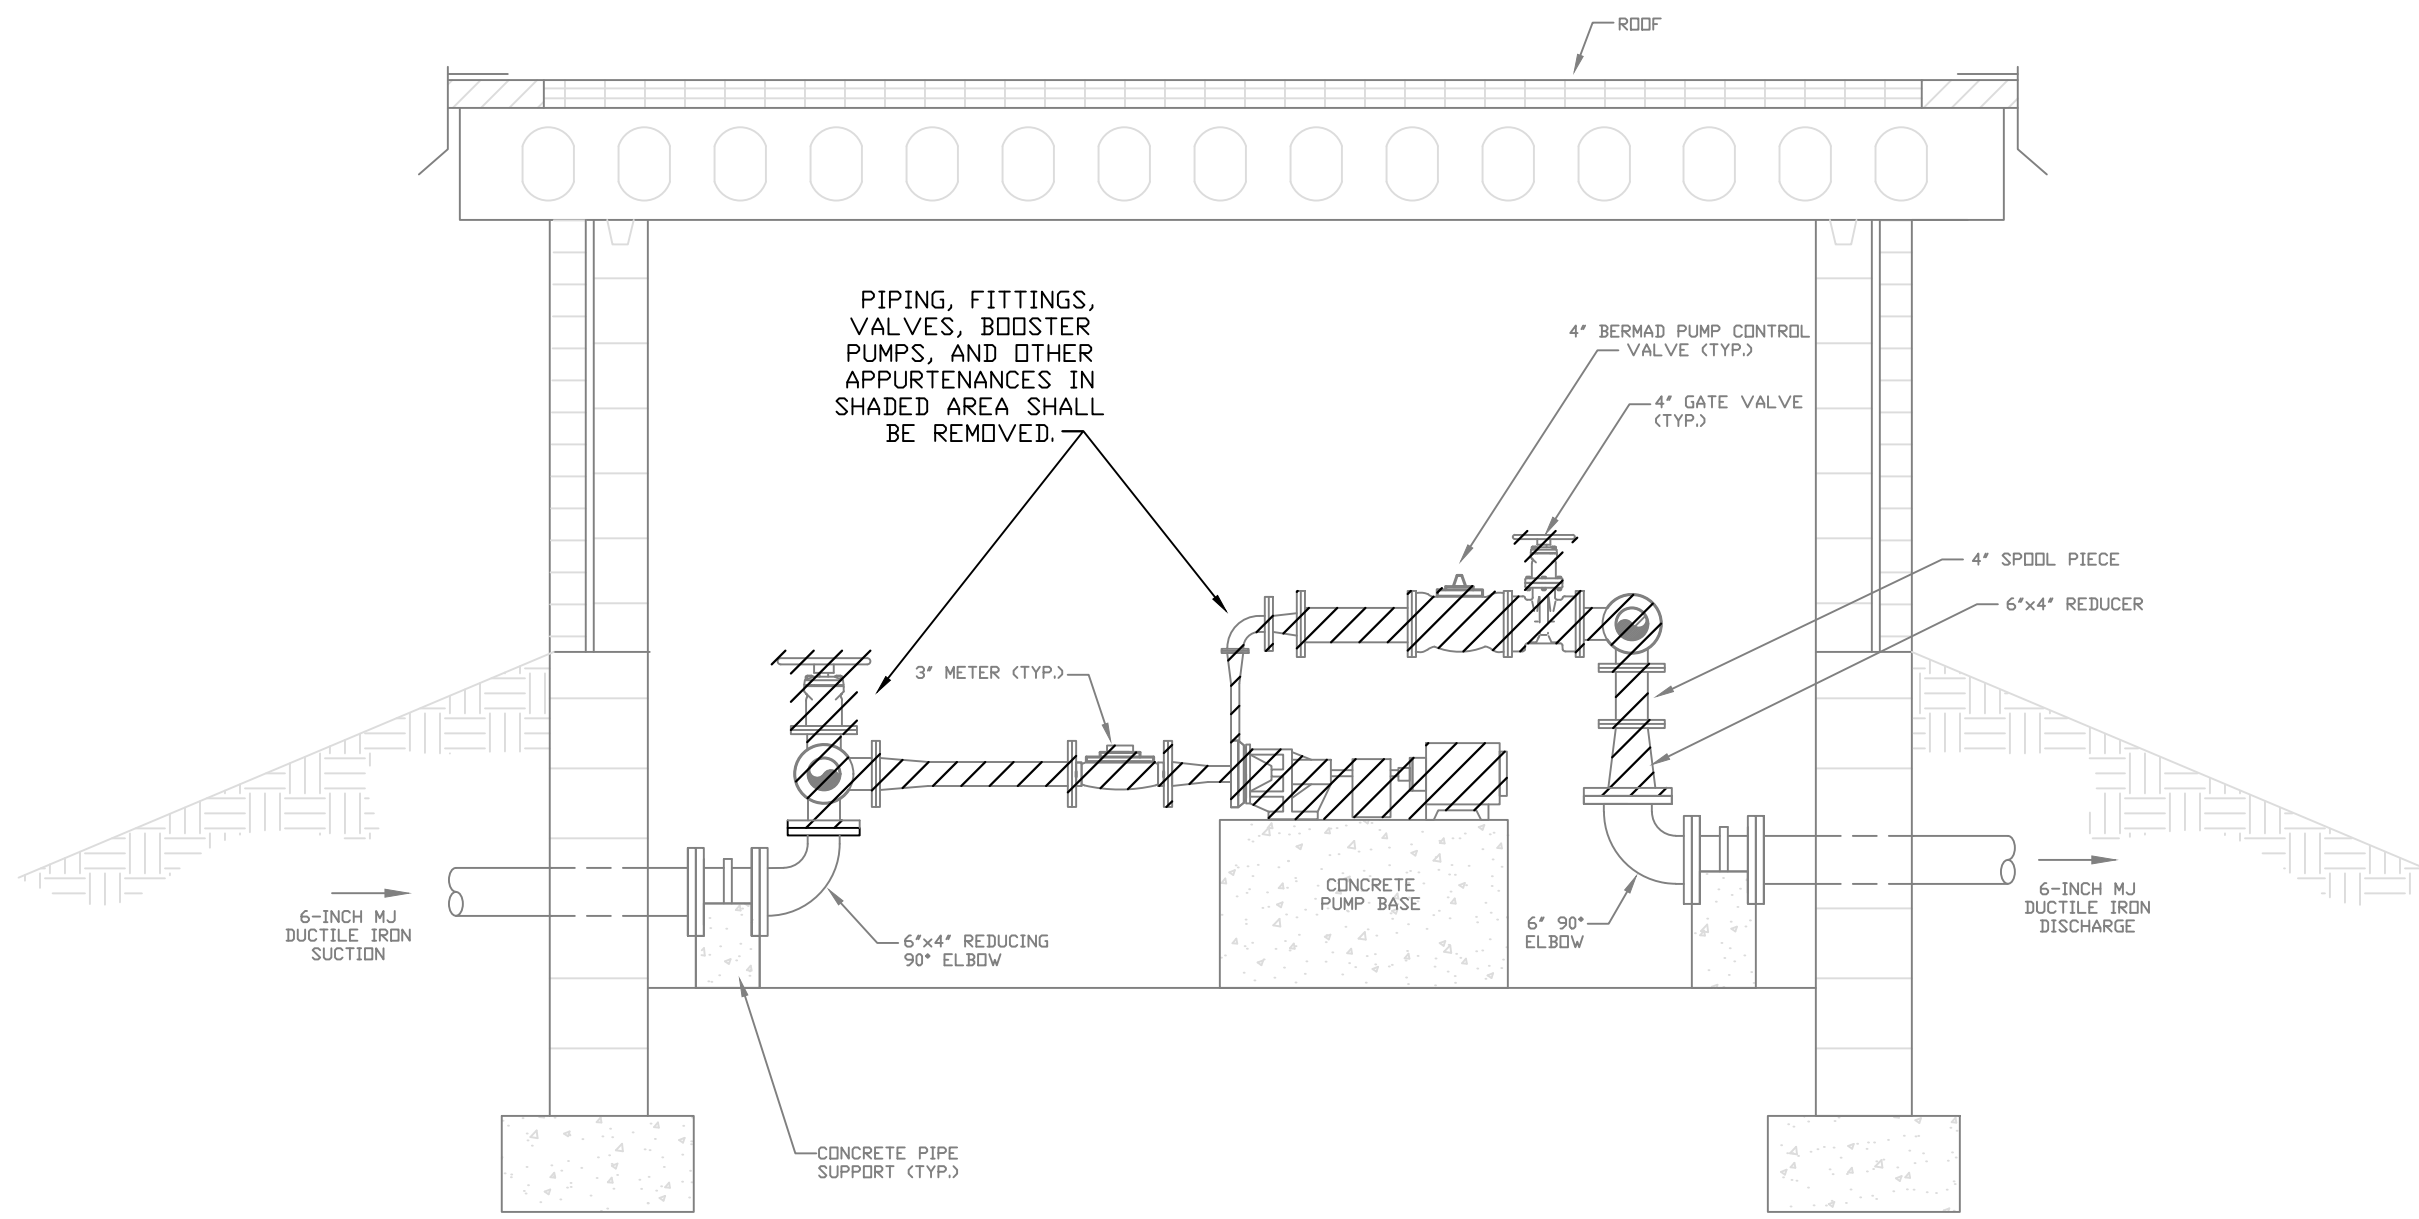 ROOF
PIPING, FITTINGS,
VALVES, BOOSTER
PUMPS, AND OTHER
APPURTENANCES IN
SHADED AREA SHALL
BE REMOVED.
4" BERMAD PUMP CONTROL
VALVE (TYP.)
4" GATE VALVE
(TYP.)
4" SPOOL PIECE
6"x4" REDUCER
3" METER (TYP.)
6-INCH MJ
DUCTILE IRON
SUCTION
6"x4" REDUCING
90° ELBOW
CONCRETE
PUMP BASE
6" 90°
ELBOW
6-INCH MJ
DUCTILE IRON
DISCHARGE
CONCRETE PIPE
SUPPORT (TYP.)